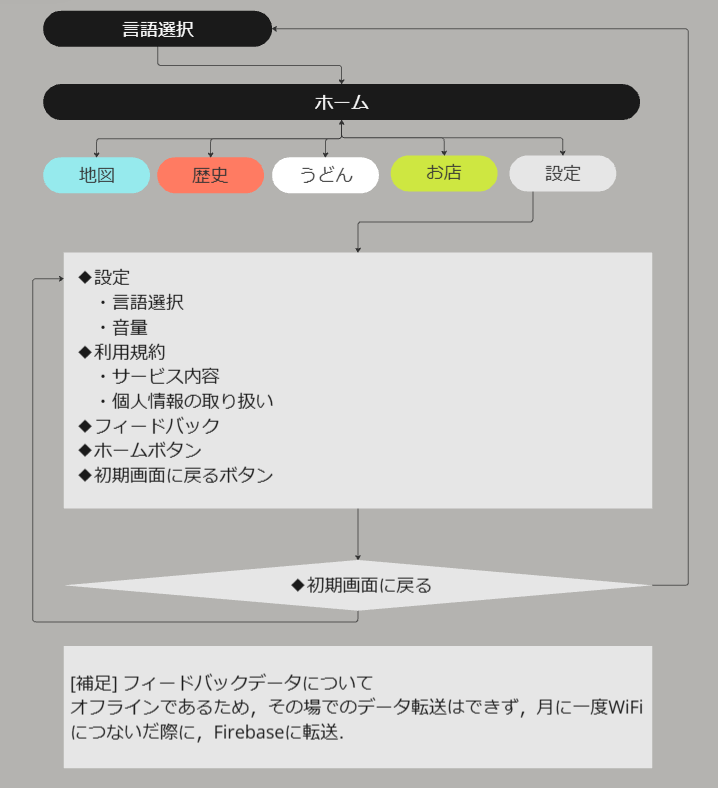 言語選択
ホーム
地図
歴史
うどん
お店
設定
◆設定
・言語選択
・音量
◆利用規約
・サービス内容
・個人情報の取り扱い
◆フィードバック
◆ホームボタン
◆初期画面に戻るボタン
◆初期画面に戻る
[補足] フィードバックデータについて
オフラインであるため，その場でのデータ転送はできず，月に一度WiFi
につないだ際に，Firebaseに転送.